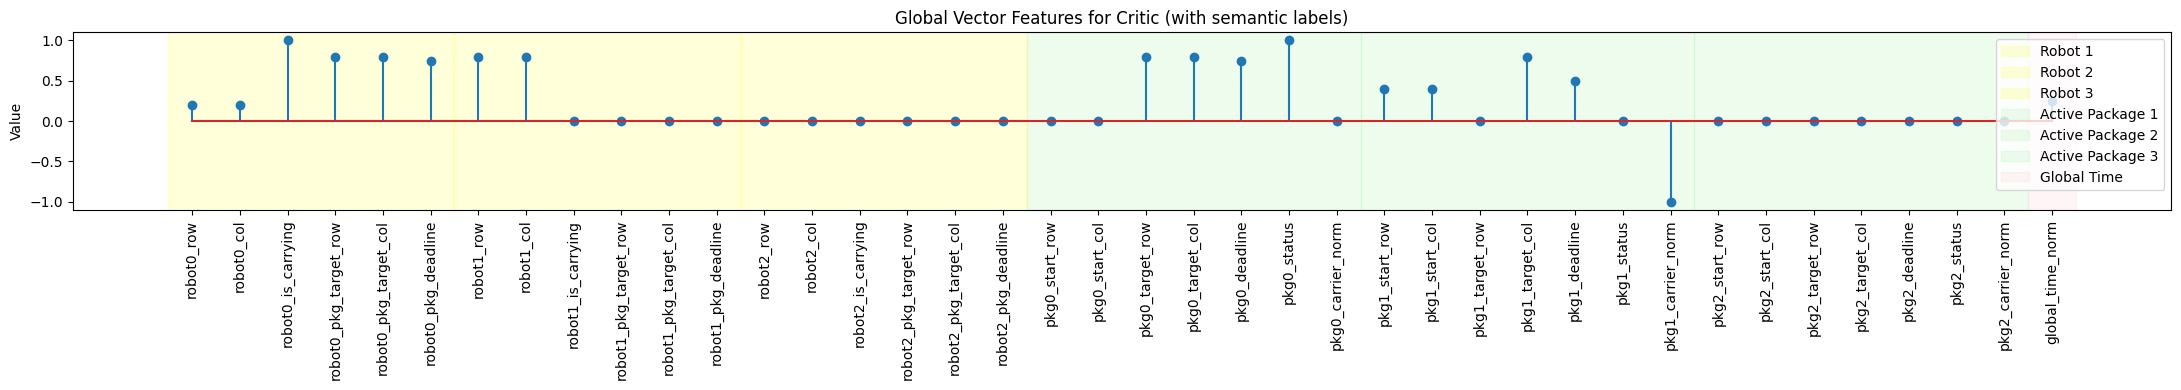 Global Vector Features for Critic (with semantic labels)
Value
1.0
0.5
0.0
−0.5
−1.0
Robot 1
Robot 2
Robot 3
Active Package 1
Active Package 2
Active Package 3
Global Time
robot0_row
robot0_col
robot0_is_carrying
robot0_pkg_target_row
robot0_pkg_target_col
robot0_pkg_deadline
robot1_row
robot1_col
robot1_is_carrying
robot1_pkg_target_row
robot1_pkg_target_col
robot1_pkg_deadline
robot2_row
robot2_col
robot2_is_carrying
robot2_pkg_target_row
robot2_pkg_target_col
robot2_pkg_deadline
pkg0_start_row
pkg0_start_col
pkg0_target_row
pkg0_target_col
pkg0_deadline
pkg0_status
pkg0_carrier_norm
pkg1_start_row
pkg1_start_col
pkg1_target_row
pkg1_target_col
pkg1_deadline
pkg1_status
pkg1_carrier_norm
pkg2_start_row
pkg2_start_col
pkg2_target_row
pkg2_target_col
pkg2_deadline
pkg2_status
pkg2_carrier_norm
global_time_norm